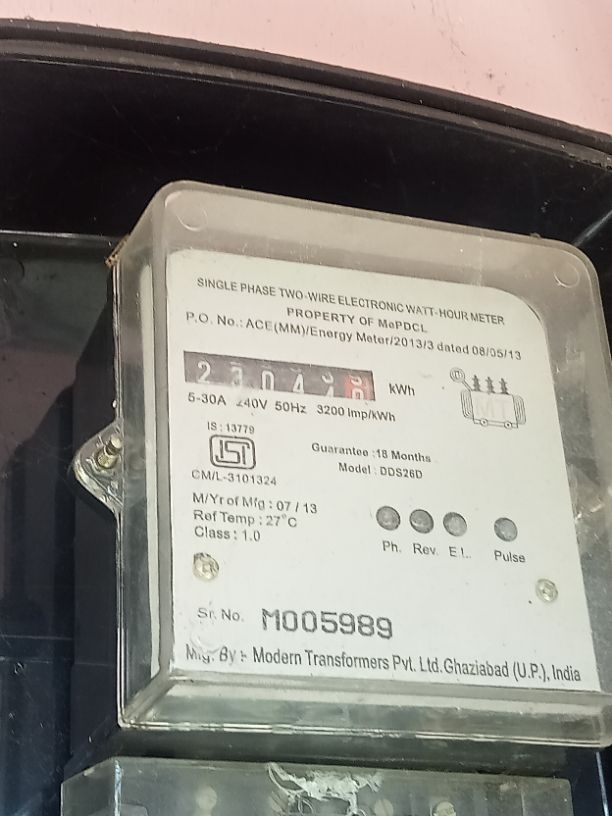 SINGLE PHASE TWO-WIRE ELECTRONIC WATT-HOUR METER
PROPERTY OF MePDCL
P.O. No.: ACE(MM)/Energy Meter/2013/3 dated 08/05/13
kWh
5-30A 240V 50Hz 3200 Imp/kWh
IS : 13779
ISI
CM/L-3101324
Guarantee :18 Months
Model : DDS26D
MT
M/Yr of Mfg : 07 / 13
Ref Temp : 27°C
Class : 1.0
Ph. Rev. E.L. Pulse
Sr. No. M005989
Mfg. By :- Modern Transformers Pvt. Ltd.Ghaziabad (U.P.), India